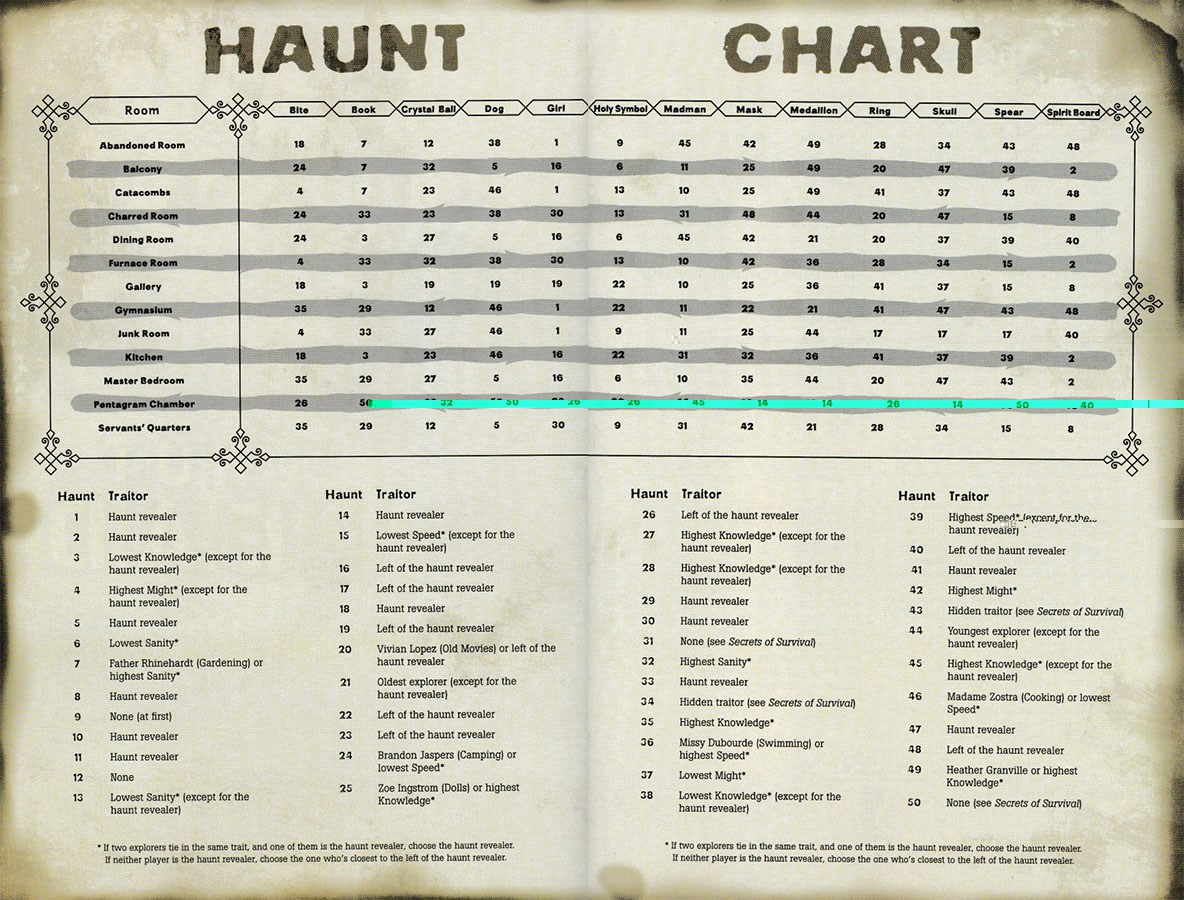 HAUNT CHART
Room Bite Book Crystal Ball Dog Girl Holy Symbol Madman Mask Medallion Ring Skull Spear Spirit Board
Abandoned Room 18 7 12 38 1 9 45 42 49 28 34 43 48
Balcony 24 7 32 5 16 6 11 25 49 20 47 39 2
Catacombs 4 7 23 46 1 13 10 25 49 41 37 43 48
Charred Room 24 33 23 38 30 13 31 48 44 20 47 15 8
Dining Room 24 3 27 5 16 6 45 42 21 20 37 39 40
Furnace Room 4 33 32 38 30 13 10 42 36 28 34 15 2
Gallery 18 3 19 19 19 22 10 25 36 41 37 15 8
Gymnasium 35 29 12 46 1 22 11 22 21 41 47 43 48
Junk Room 4 33 27 46 1 9 11 25 44 17 17 17 40
Kitchen 18 3 23 46 16 22 31 32 36 41 37 39 2
Master Bedroom 35 29 27 5 16 6 10 35 44 20 47 43 2
Pentagram Chamber 26 50 32 50 26 26 45 14 14 26 14 50 40
Servants' Quarters 35 29 12 5 30 9 31 42 21 28 34 15 8
Haunt Traitor
1 Haunt revealer
2 Haunt revealer
3 Lowest Knowledge* (except for the
haunt revealer)
4 Highest Might* (except for the
haunt revealer)
5 Haunt revealer
6 Lowest Sanity*
7 Father Rhinehardt (Gardening) or
highest Sanity*
8 Haunt revealer
9 None (at first)
10 Haunt revealer
11 Haunt revealer
12 None
13 Lowest Sanity* (except for the
haunt revealer)
Haunt Traitor
14 Haunt revealer
15 Lowest Speed* (except for the
haunt revealer)
16 Left of the haunt revealer
17 Left of the haunt revealer
18 Haunt revealer
19 Left of the haunt revealer
20 Vivian Lopez (Old Movies) or left of the
haunt revealer
21 Oldest explorer (except for the
haunt revealer)
22 Left of the haunt revealer
23 Left of the haunt revealer
24 Brandon Jaspers (Camping) or
lowest Speed*
25 Zoe Ingstrom (Dolls) or highest
Knowledge*
* If two explorers tie in the same trait, and one of them is the haunt revealer, choose the haunt revealer.
If neither player is the haunt revealer, choose the one who's closest to the left of the haunt revealer.
Haunt Traitor
26 Left of the haunt revealer
27 Highest Knowledge* (except for the
haunt revealer)
28 Highest Knowledge* (except for the
haunt revealer)
29 Haunt revealer
30 Haunt revealer
31 None (see Secrets of Survival)
32 Highest Sanity*
33 Haunt revealer
34 Hidden traitor (see Secrets of Survival)
35 Highest Knowledge*
36 Missy Dubourde (Swimming) or
highest Speed*
37 Lowest Might*
38 Lowest Knowledge* (except for the
haunt revealer)
Haunt Traitor
39 Highest Speed* (except for the
haunt revealer)
40 Left of the haunt revealer
41 Haunt revealer
42 Highest Might*
43 Hidden traitor (see Secrets of Survival)
44 Youngest explorer (except for the
haunt revealer)
45 Highest Knowledge* (except for the
haunt revealer)
46 Madame Zostra (Cooking) or lowest
Speed*
47 Haunt revealer
48 Left of the haunt revealer
49 Heather Granville or highest
Knowledge*
50 None (see Secrets of Survival)
* If two explorers tie in the same trait, and one of them is the haunt revealer, choose the haunt revealer.
If neither player is the haunt revealer, choose the one who's closest to the left of the haunt revealer.